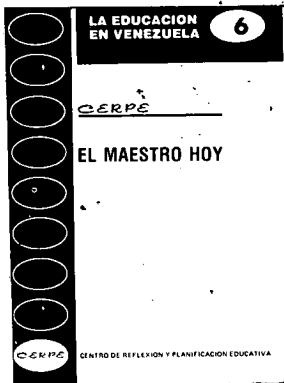 LA EDUCACION
EN VENEZUELA
6
CERPE
EL MAESTRO HOY
CERPE
CENTRO DE REFLEXION Y PLANIFICACION EDUCATIVA